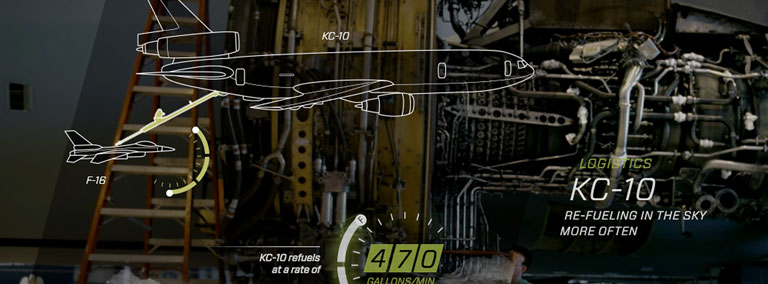 KC-10
F-16
LOGISTICS
KC-10
RE-FUELING IN THE SKY
MORE OFTEN
KC-10 refuels
at a rate of
470
GALLONS/MIN